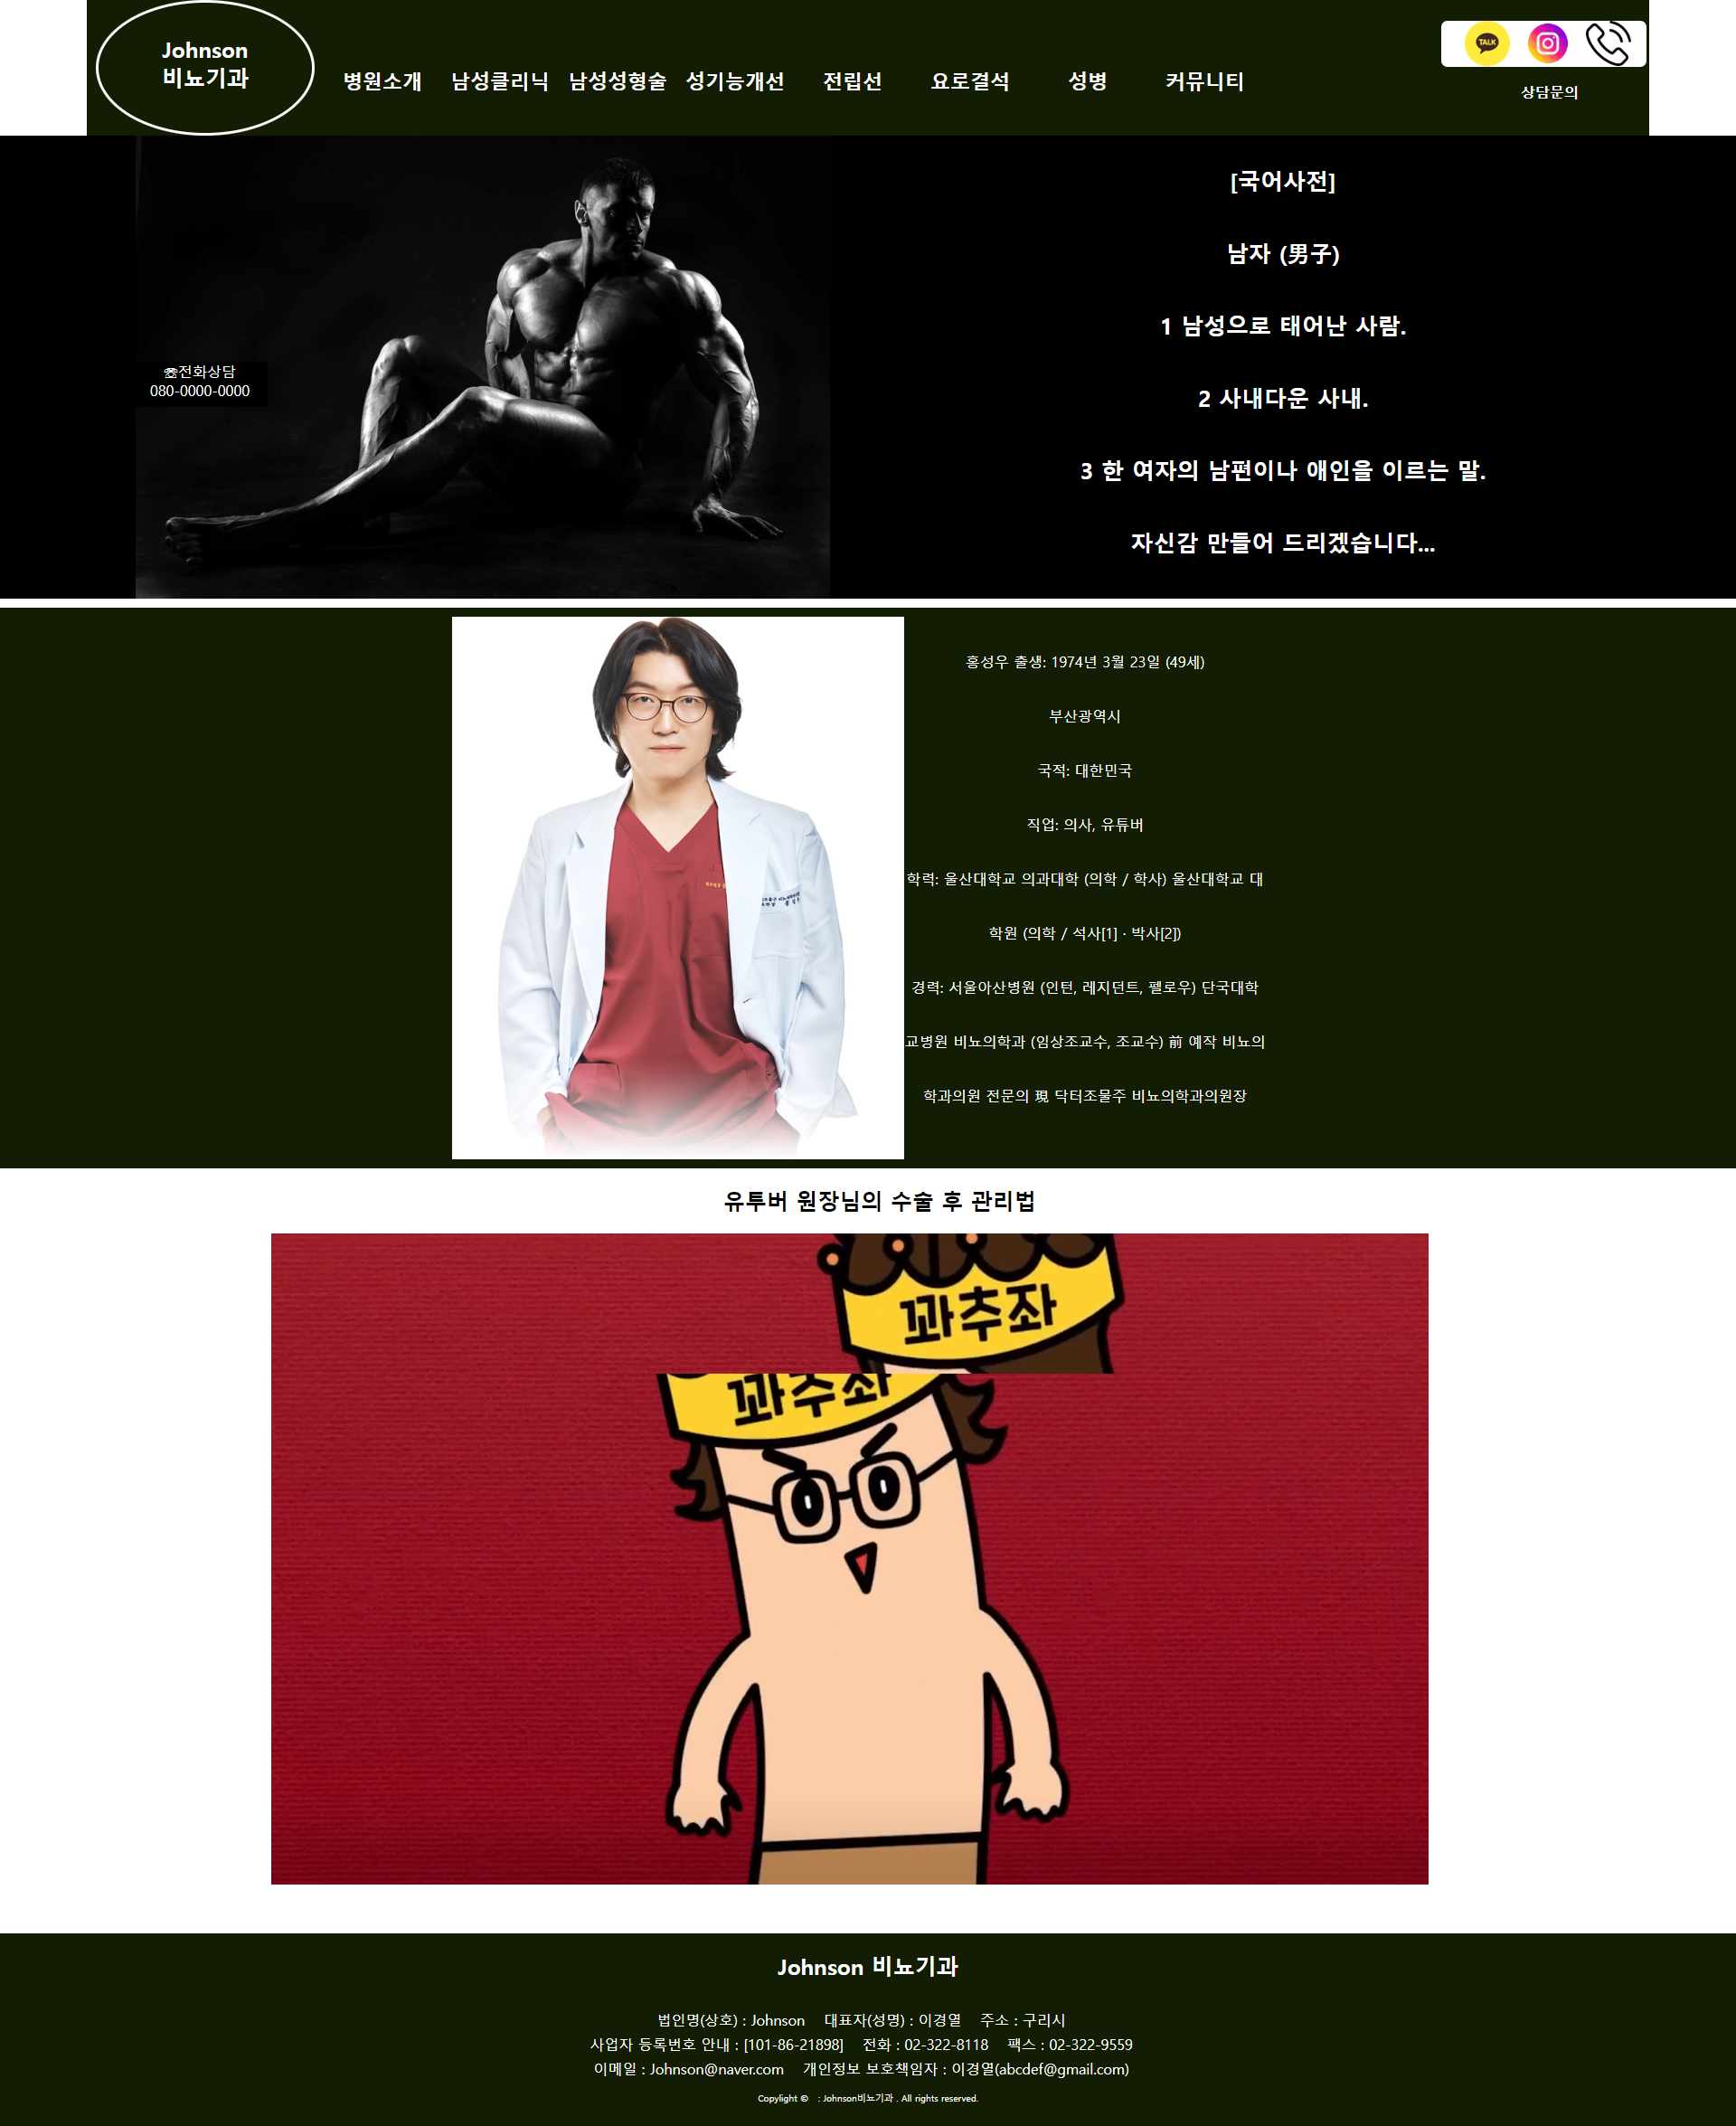 Johnson
비뇨기과
병원소개 남성클리닉 남성성형술 성기능개선 전립선 요로결석 성병 커뮤니티
TALK
상담문의
[국어사전]
남자 (男子)
1 남성으로 태어난 사람.
2 사내다운 사내.
3 한 여자의 남편이나 애인을 이르는 말.
자신감 만들어 드리겠습니다...
☏전화상담
080-0000-0000
홍성우 출생: 1974년 3월 23일 (49세)
부산광역시
국적: 대한민국
직업: 의사, 유튜버
학력: 울산대학교 의과대학 (의학 / 학사) 울산대학교 대
학원 (의학 / 석사[1] · 박사[2])
경력: 서울아산병원 (인턴, 레지던트, 펠로우) 단국대학
교병원 비뇨의학과 (임상조교수, 조교수) 前 예작 비뇨의
학과의원 전문의 現 닥터조물주 비뇨의학과의원장
유투버 원장님의 수술 후 관리법
꽈추좌
꽈추좌
Johnson 비뇨기과
법인명(상호) : Johnson 대표자(성명) : 이경열 주소 : 구리시
사업자 등록번호 안내 : [101-86-21898] 전화 : 02-322-8118 팩스 : 02-322-9559
이메일 : Johnson@naver.com 개인정보 보호책임자 : 이경열(abcdef@gmail.com)
Copylight © : Johnson비뇨기과 . All rights reserved.